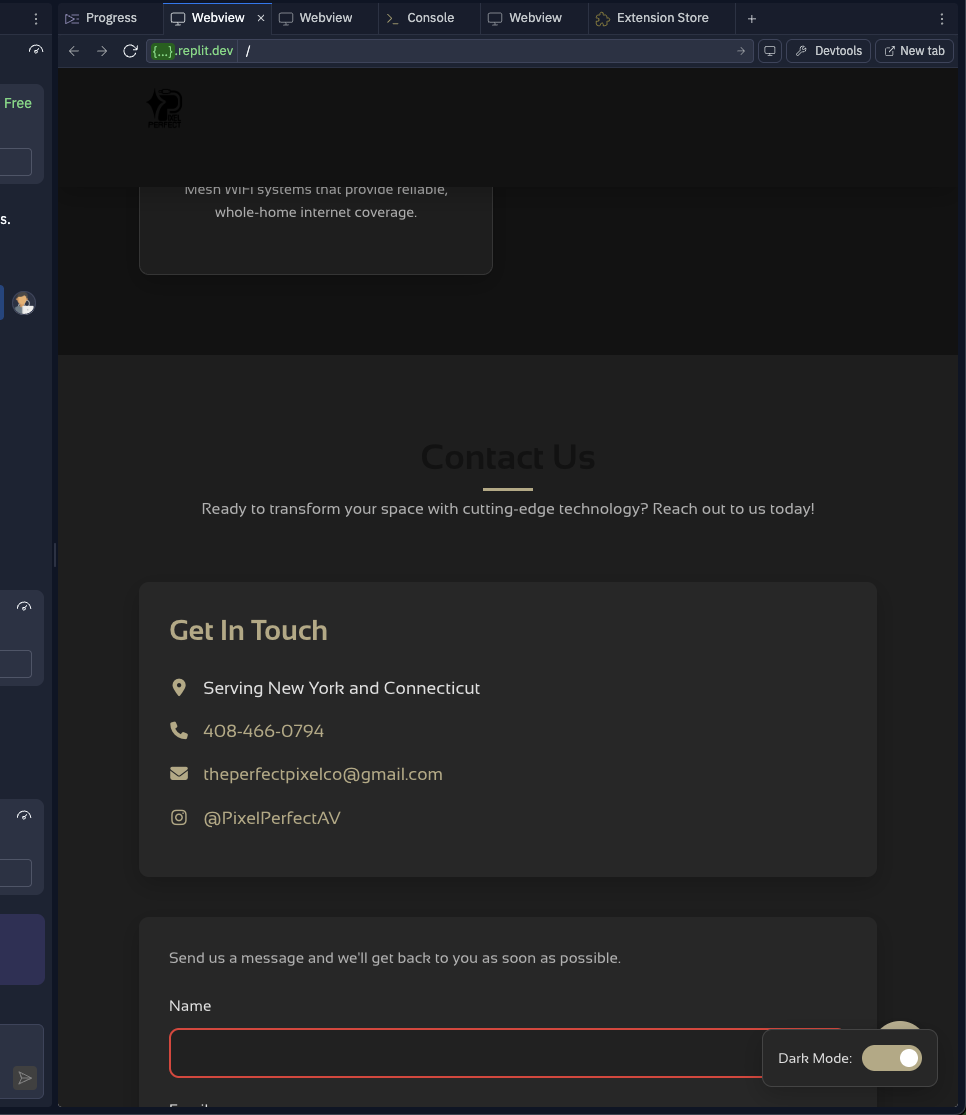 Progress
Webview
Webview
Console
Webview
Extension Store
{...}.replit.dev /
Devtools
New tab
Free
PERFECT
Mesh WiFi systems that provide reliable,
whole-home internet coverage.
s.
Contact Us
Ready to transform your space with cutting-edge technology? Reach out to us today!
Get In Touch
Serving New York and Connecticut
408-466-0794
theperfectpixelco@gmail.com
@PixelPerfectAV
Send us a message and we'll get back to you as soon as possible.
Name
Dark Mode: